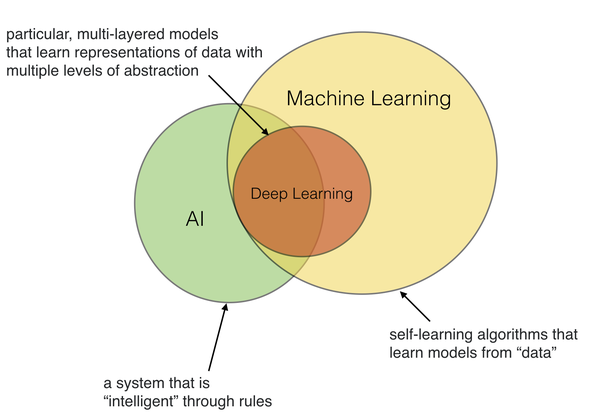 particular, multi-layered models
that learn representations of data with
multiple levels of abstraction
Machine Learning
Deep Learning
AI
self-learning algorithms that
learn models from “data”
a system that is
“intelligent” through rules